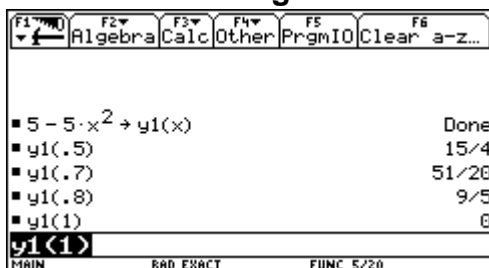 F1 F2 F3 F4 F5 F6
Algebra Calc Other PrgmIO Clear a-z...
5 - 5·x² → y1(x) Done
y1(.5) 15/4
y1(.7) 51/20
y1(.8) 9/5
y1(1) 0
y1(1)
MAIN RAD EXACT FUNC 5/20